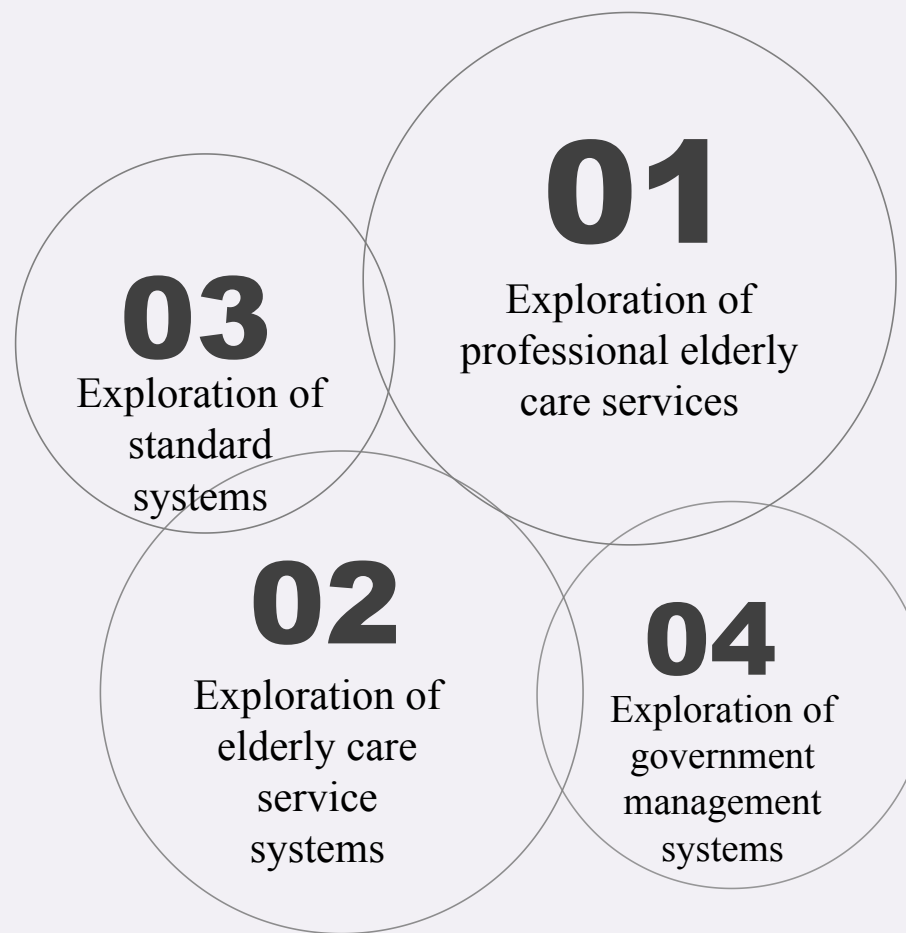 01
Exploration of
professional elderly
care services
03
Exploration of
standard
systems
02
Exploration of
elderly care
service
systems
04
Exploration of
government
management
systems